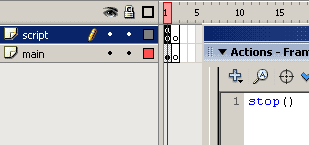 1 5 10 15
script
main
Actions - Fram
1 stop()